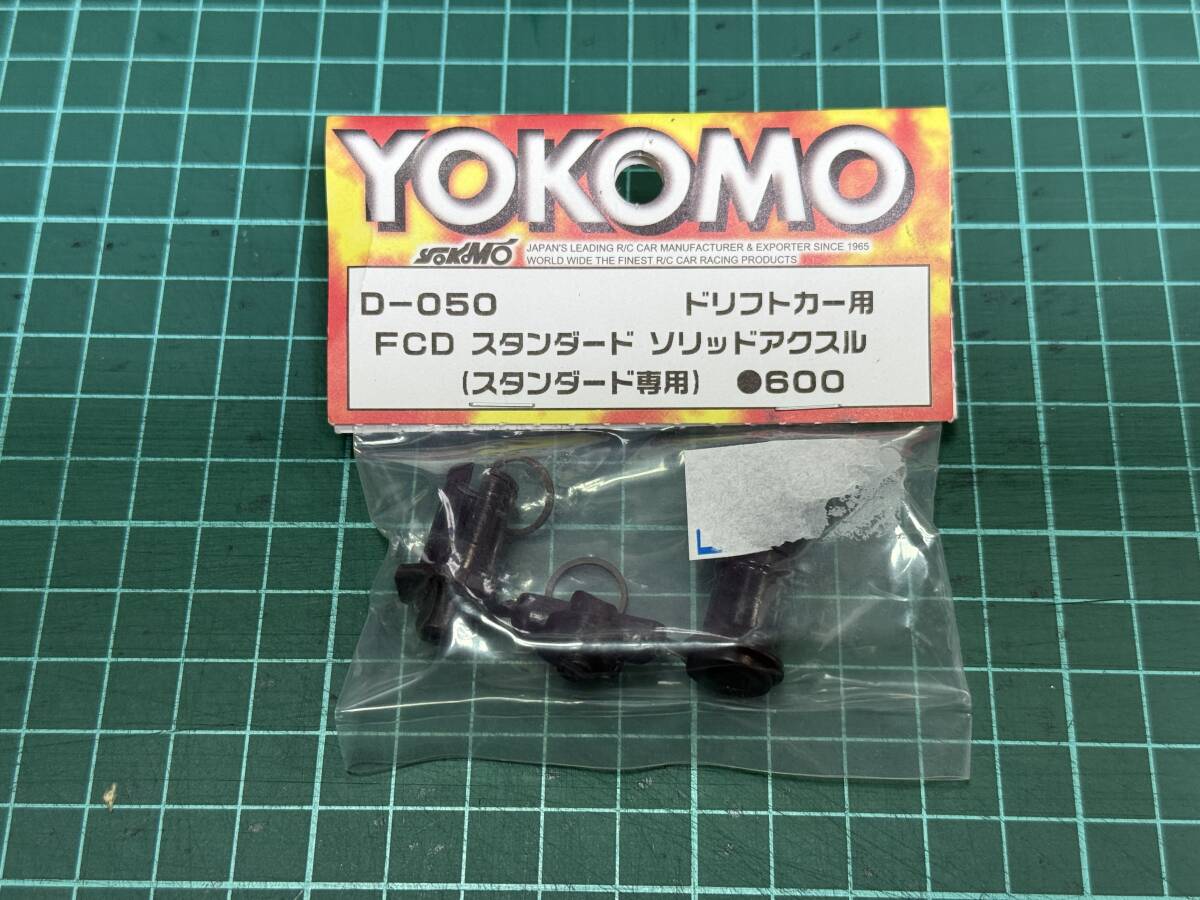 YOKOMO
YOKOMO JAPAN'S LEADING R/C CAR MANUFACTURER & EXPORTER SINCE 1965
WORLD WIDE THE FINEST R/C CAR RACING PRODUCTS
D-050 ドリフトカー用
FCD スタンダード ソリッドアクスル
(スタンダード専用) ●600